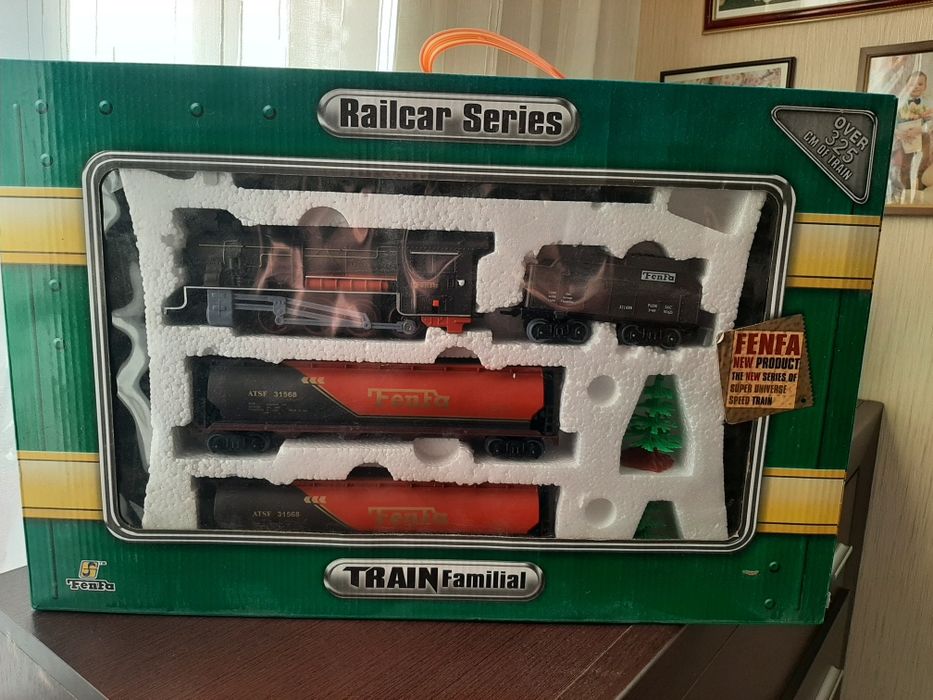 Railcar Series
OVER
325
CM OF TRAIN
FenFa
FENFA
NEW PRODUCT
THE NEW SERIES OF
SUPER UNIVERSE
SPEED TRAIN
ATSF 31568
FenFa
ATSF 31568
FenFa
FenFa
TRAIN Familial